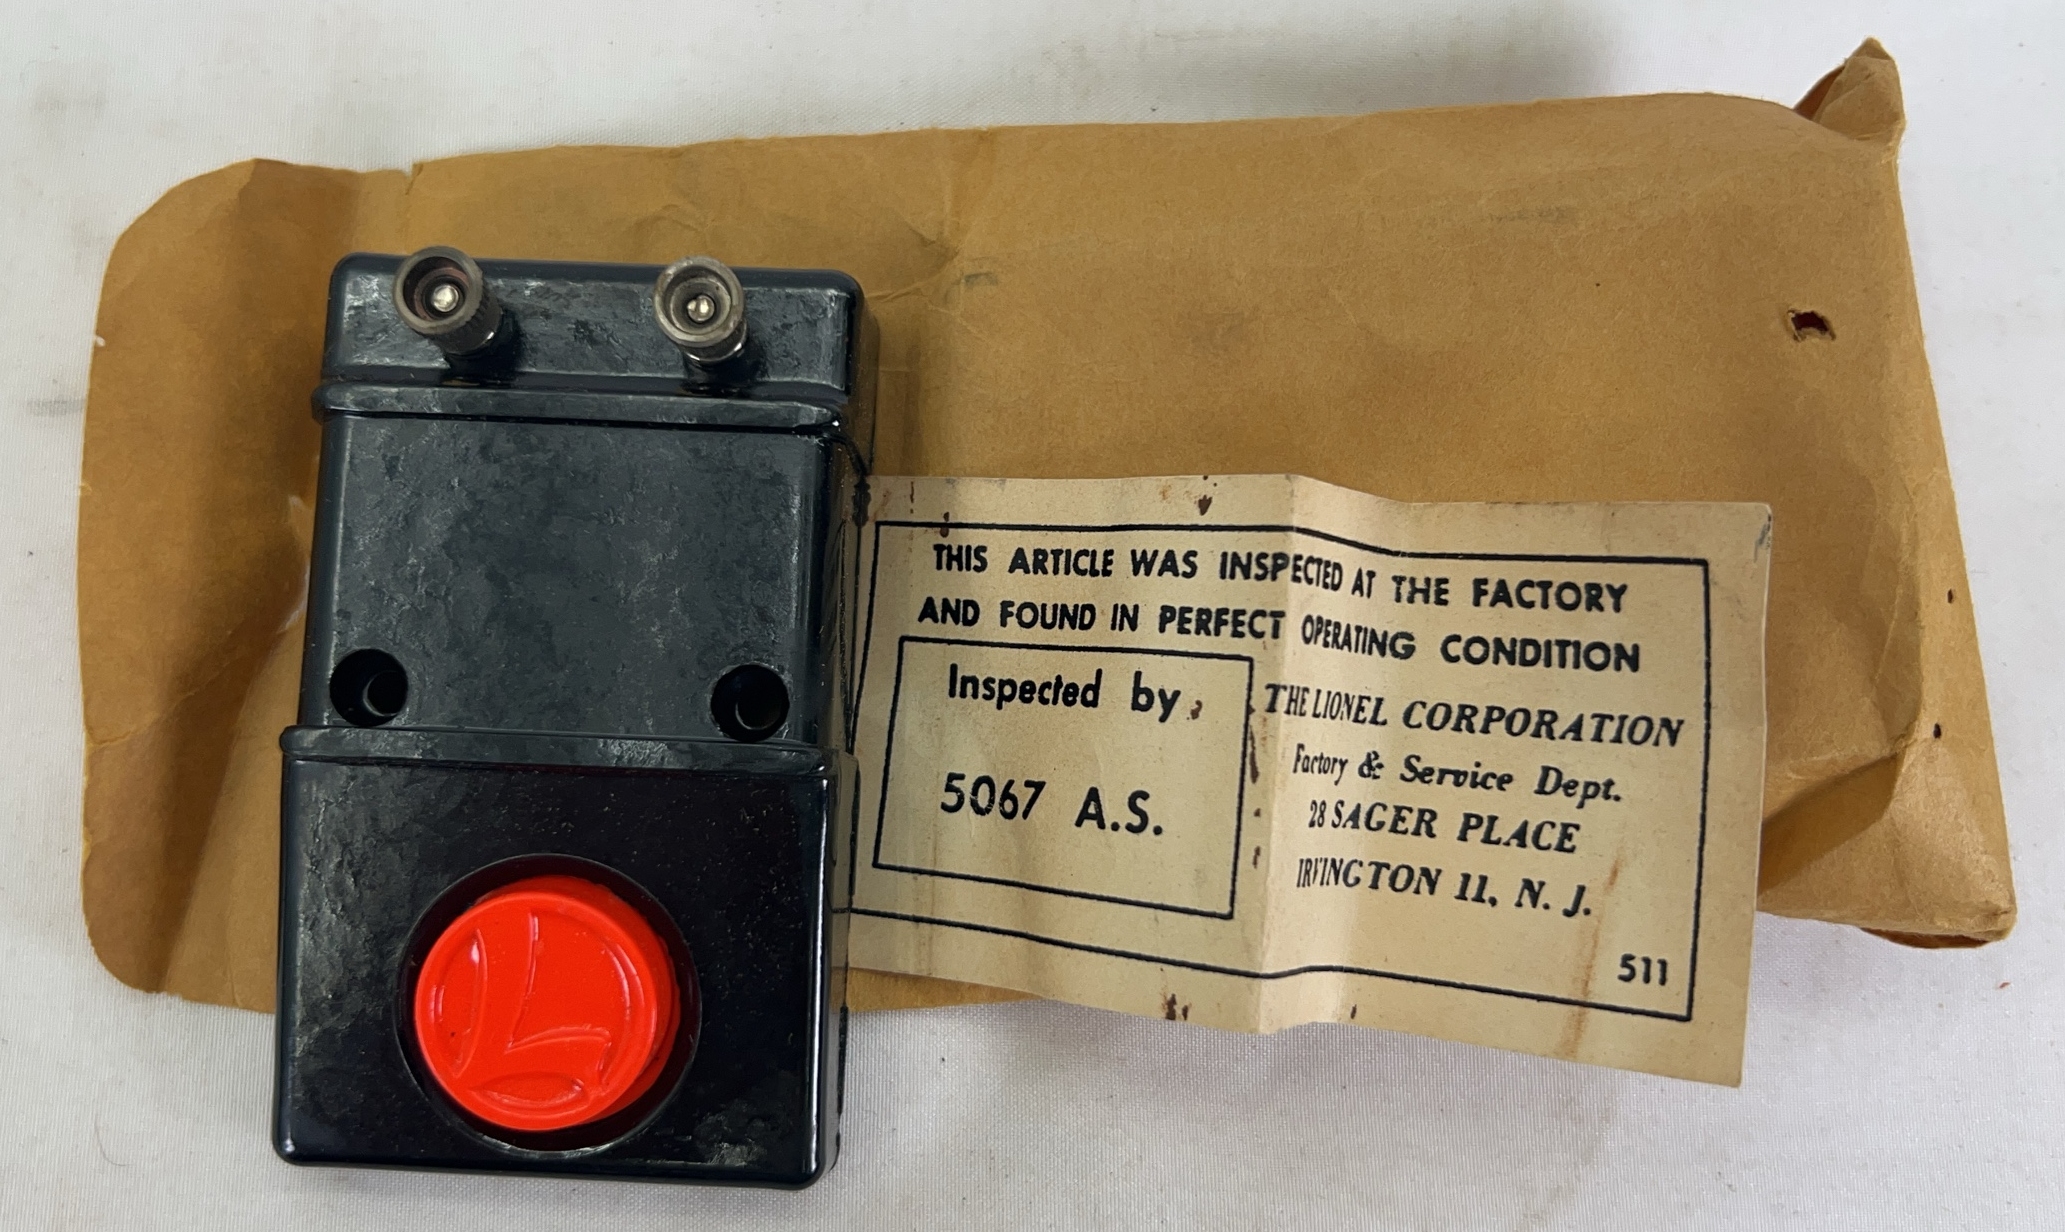 THIS ARTICLE WAS INSPECTED AT THE FACTORY
AND FOUND IN PERFECT OPERATING CONDITION
Inspected by
5067 A.S.
THE LIONEL CORPORATION
Factory & Service Dept.
28 SAGER PLACE
IRVINGTON 11, N. J.
511
L